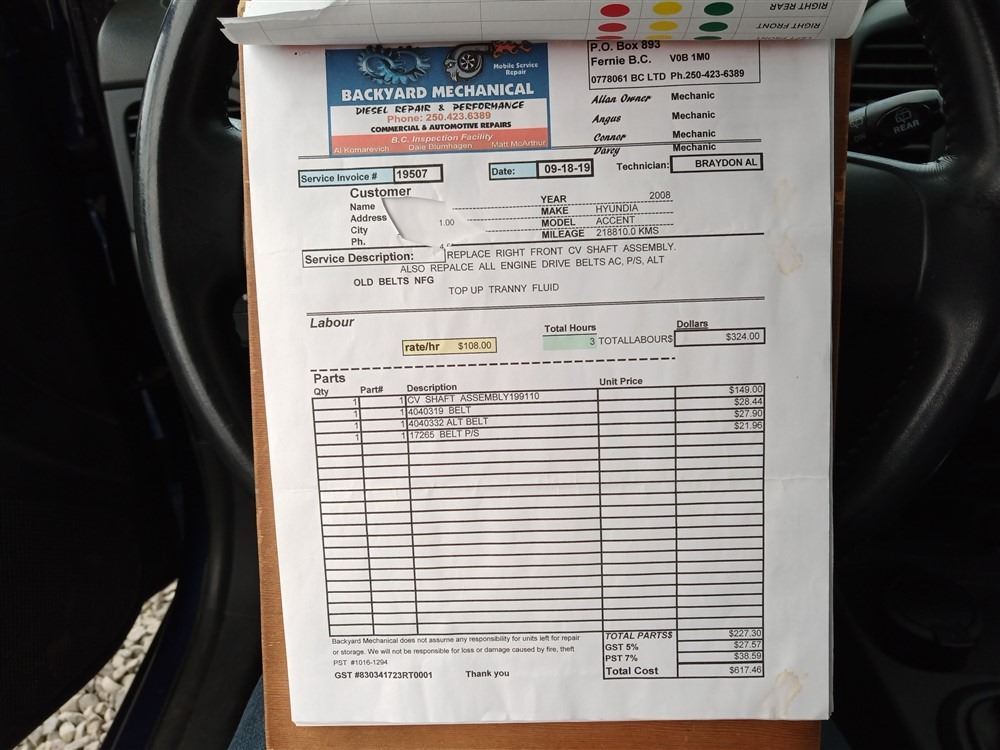 RIGHT REAR
RIGHT FRONT
LEFT FRONT
Mobile Service
Repair
BACKYARD MECHANICAL
DIESEL REPAIR & PERFORMANCE
Phone: 250.423.6389
COMMERCIAL & AUTOMOTIVE REPAIRS
B.C. Inspection Facility
Al Komarevich Dale Blumhagen Matt McArthur
P.O. Box 893
Fernie B.C. V0B 1M0
0778061 BC LTD Ph.250-423-6389
Allan Owner Mechanic
Angus Mechanic
Connor Mechanic
Darcy Mechanic
REAR
Service Invoice # 19507 Date: 09-18-19 Technician: BRAYDON AL
Customer
Name YEAR 2008
Address 1.00 MAKE HYUNDIA
City MODEL ACCENT
Ph. MILEAGE 218810.0 KMS
Service Description: REPLACE RIGHT FRONT CV SHAFT ASSEMBLY.
ALSO REPALCE ALL ENGINE DRIVE BELTS AC, P/S, ALT
OLD BELTS NFG
TOP UP TRANNY FLUID
Labour
rate/hr $108.00 Total Hours 3 TOTALLABOUR$ Dollars $324.00
Parts
Qty Part# Description Unit Price
1 1 CV SHAFT ASSEMBLY199110 $149.00
1 1 4040319 BELT $28.44
1 1 4040332 ALT BELT $27.90
1 1 17265 BELT P/S $21.96
Backyard Mechanical does not assume any responsibility for units left for repair
or storage. We will not be responsible for loss or damage caused by fire, theft
PST #1016-1294
GST #830341723RT0001 Thank you
TOTAL PARTS$ $227.30
GST 5% $27.57
PST 7% $38.59
Total Cost $617.46